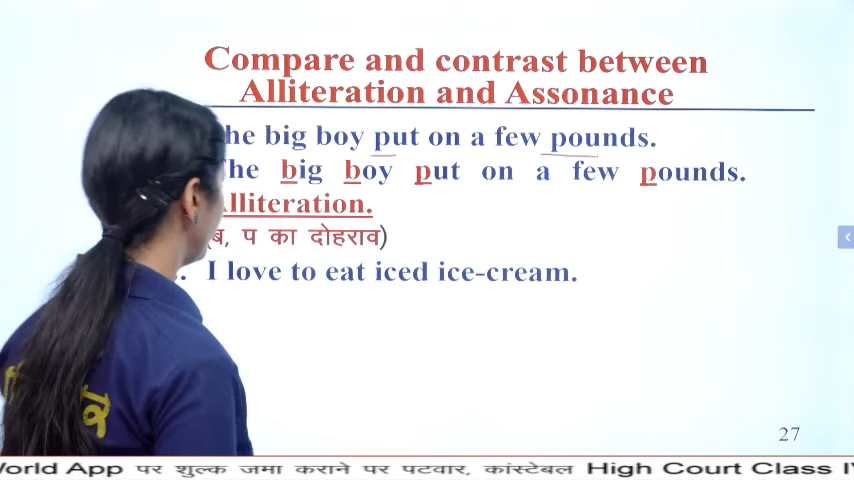 Compare and contrast between
Alliteration and Assonance
he big boy put on a few pounds.
he big boy put on a few pounds.
lliteration.
(ब, प का दोहराव)
I love to eat iced ice-cream.
27
World App पर शुल्क जमा कराने पर पटवार, कांस्टेबल High Court Class I